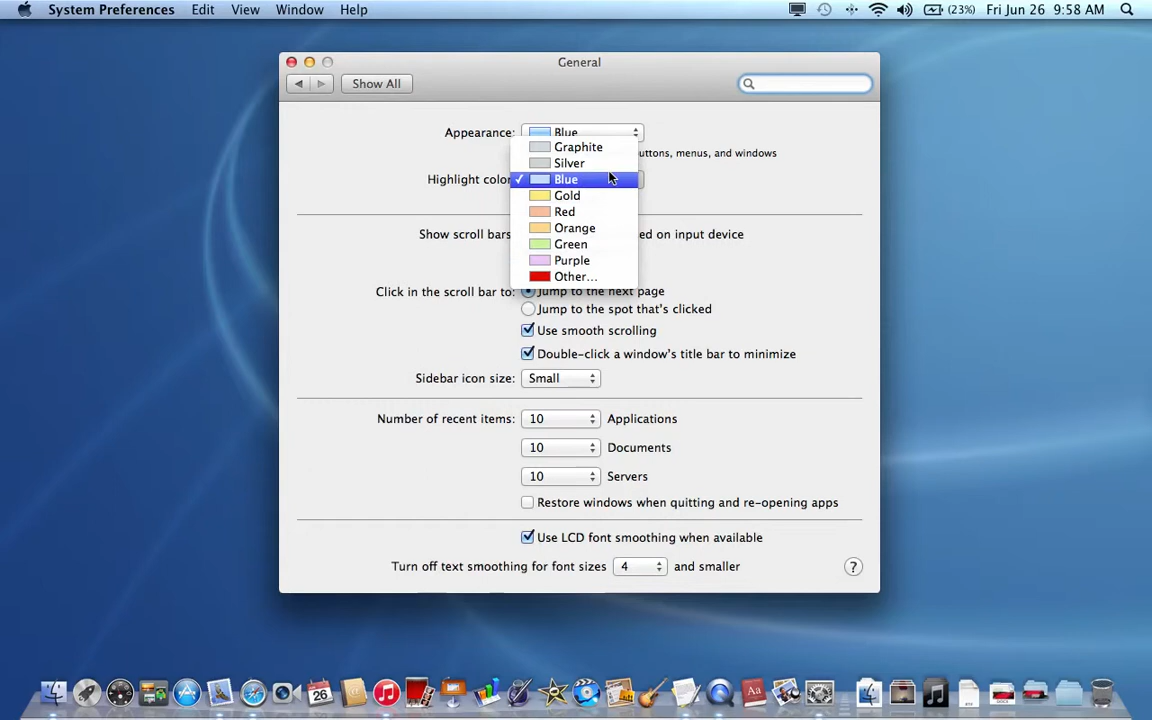 System Preferences Edit View Window Help (23%) Fri Jun 26 9:58 AM
General
Show All
Appearance: Blue
uttons, menus, and windows
Highlight color
Graphite
Silver
✓ Blue
Gold
Red
Orange
Green
Purple
Other...
Show scroll bars ed on input device
Click in the scroll bar to: Jump to the next page
Jump to the spot that's clicked
Use smooth scrolling
Double-click a window's title bar to minimize
Sidebar icon size: Small
Number of recent items: 10 Applications
10 Documents
10 Servers
Restore windows when quitting and re-opening apps
Use LCD font smoothing when available
Turn off text smoothing for font sizes 4 and smaller ?
26